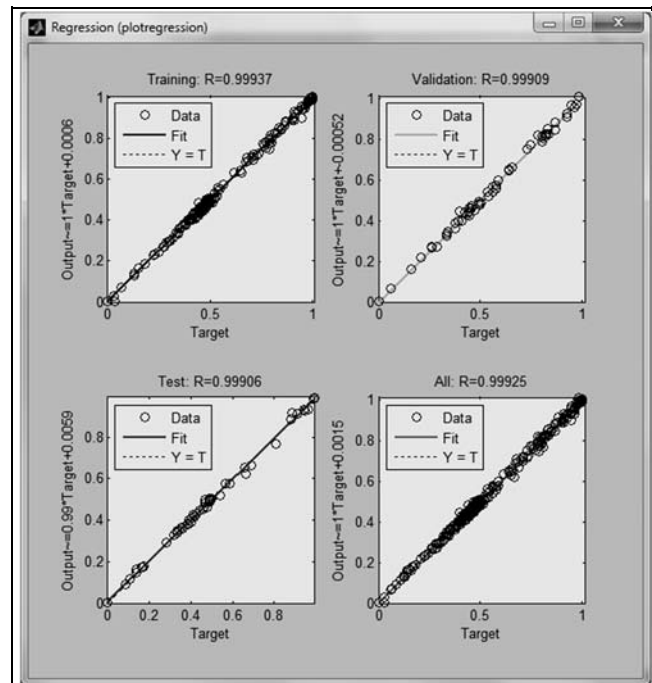 Regression (plotregression)
Training: R=0.99937
Output~=1*Target+0.0006
1
0.8
0.6
0.4
0.2
0
Data
Fit
Y = T
0
0.5
1
Target
Validation: R=0.99909
Output~=1*Target+-0.00052
1
0.8
0.6
0.4
0.2
0
Data
Fit
Y = T
0
0.5
1
Target
Test: R=0.99906
Output~=0.99*Target+0.0059
0.8
0.6
0.4
0.2
0
Data
Fit
Y = T
0
0.2
0.4
0.6
0.8
Target
All: R=0.99925
Output~=1*Target+0.0015
1
0.8
0.6
0.4
0.2
0
Data
Fit
Y = T
0
0.5
1
Target